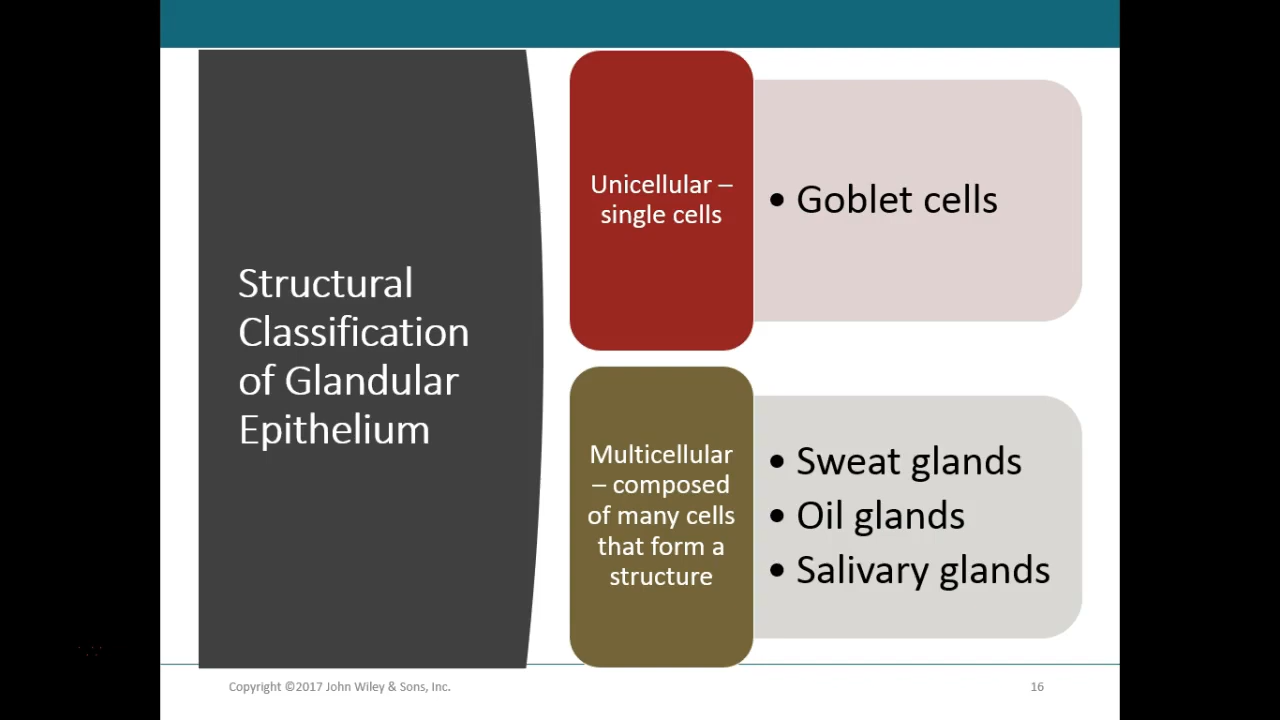 Structural
Classification
of Glandular
Epithelium
Unicellular –
single cells
• Goblet cells
Multicellular
– composed
of many cells
that form a
structure
• Sweat glands
• Oil glands
• Salivary glands
Copyright ©2017 John Wiley & Sons, Inc.
16